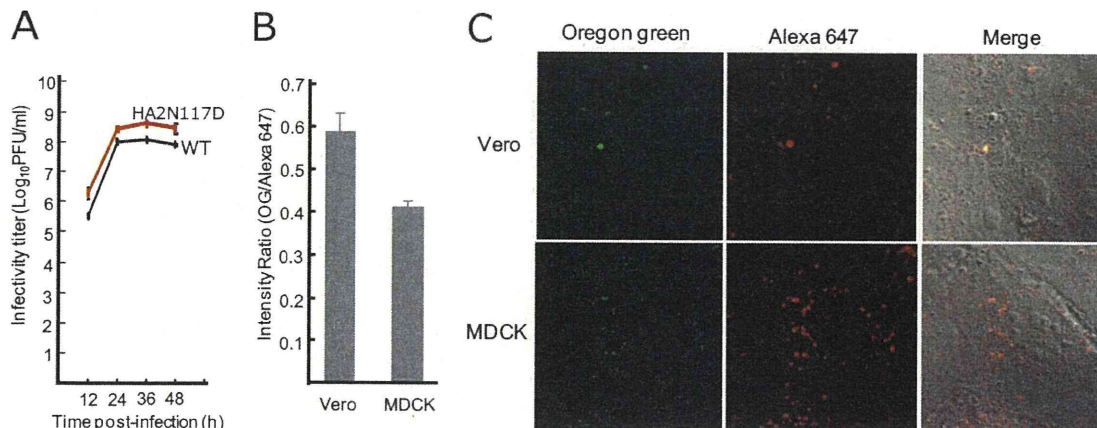 A
Infectivity titer (Log10PFU/ml)
10
9
8
7
6
5
4
3
2
1
HA2N117D
WT
12 24 36 48
Time post-infection (h)
B
Intensity Ratio (OG/Alexa 647)
0.7
0.6
0.5
0.4
0.3
0.2
0.1
Vero MDCK
C
Oregon green Alexa 647 Merge
Vero
MDCK